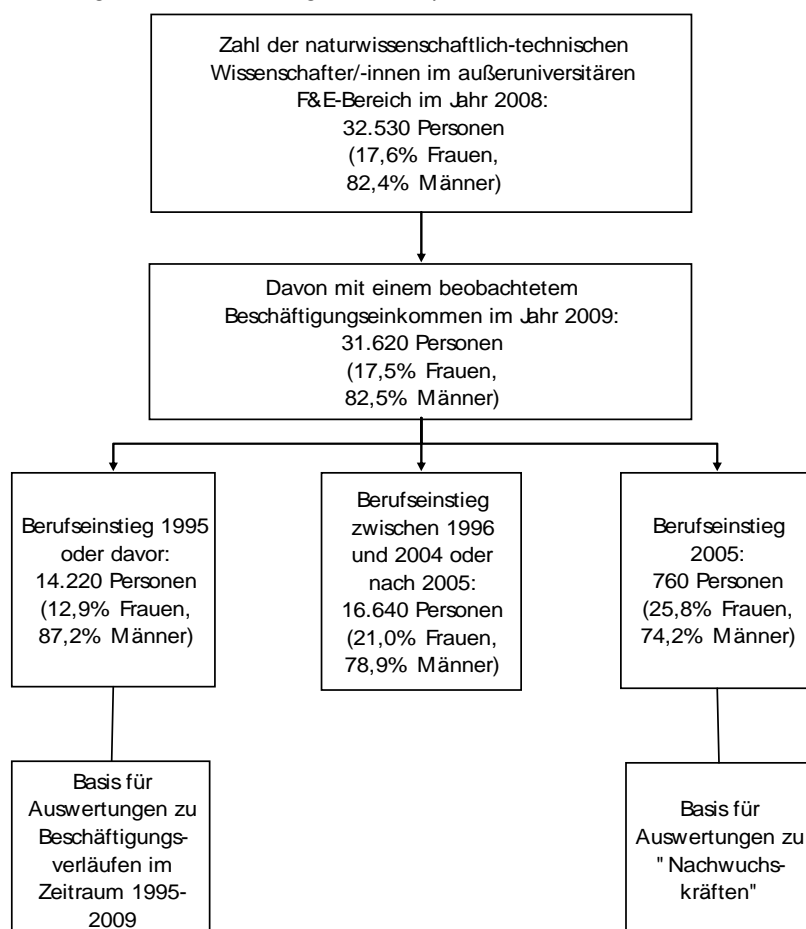 Zahl der naturwissenschaftlich-technischen
Wissenschafter/-innen im außeruniversitären
F&E-Bereich im Jahr 2008:
32.530 Personen
(17,6% Frauen,
82,4% Männer)
Davon mit einem beobachtetem
Beschäftigungseinkommen im Jahr 2009:
31.620 Personen
(17,5% Frauen,
82,5% Männer)
Berufseinstieg 1995
oder davor:
14.220 Personen
(12,9% Frauen,
87,2% Männer)
Berufseinstieg
zwischen 1996
und 2004 oder
nach 2005:
16.640 Personen
(21,0% Frauen,
78,9% Männer)
Berufseinstieg
2005:
760 Personen
(25,8% Frauen,
74,2% Männer)
Basis für
Auswertungen zu
Beschäftigungs-
verläufen im
Zeitraum 1995-
2009
Basis für
Auswertungen zu
"Nachwuchs-
kräften"